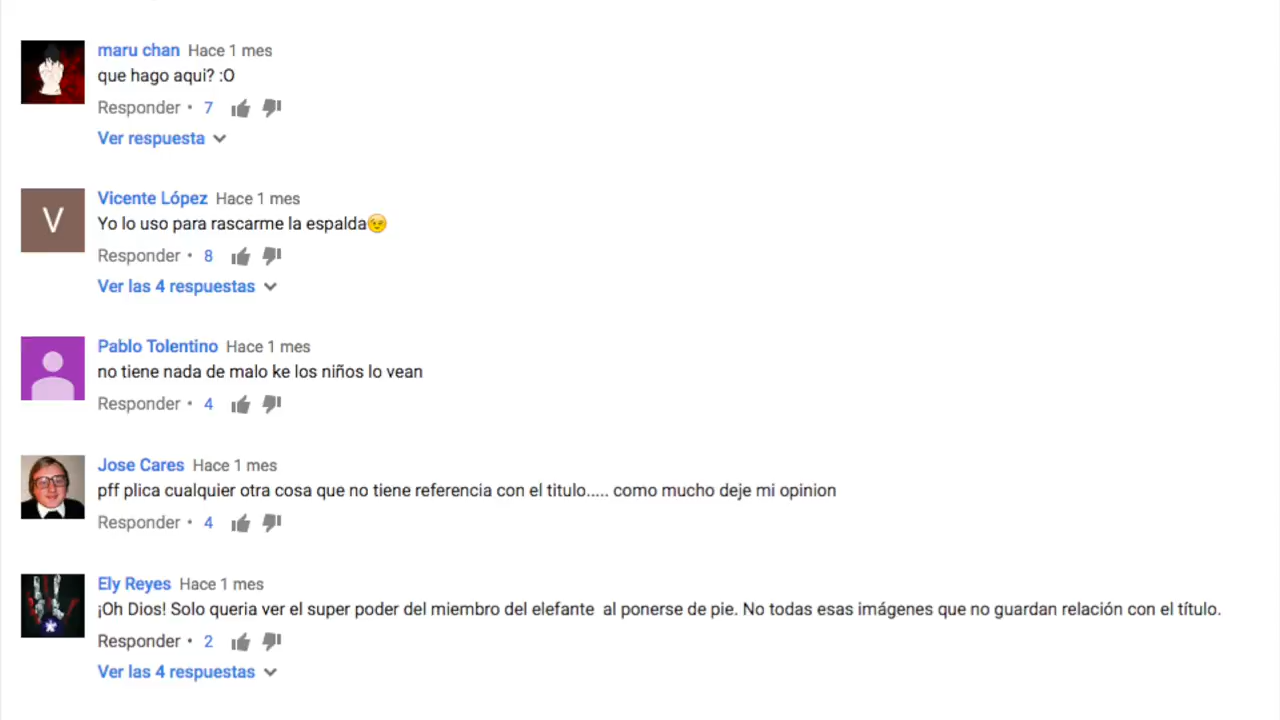 maru chan Hace 1 mes
que hago aqui? :O
Responder • 7
Ver respuesta
V
Vicente López Hace 1 mes
Yo lo uso para rascarme la espalda😉
Responder • 8
Ver las 4 respuestas
Pablo Tolentino Hace 1 mes
no tiene nada de malo ke los niños lo vean
Responder • 4
Jose Cares Hace 1 mes
pff plica cualquier otra cosa que no tiene referencia con el titulo..... como mucho deje mi opinion
Responder • 4
Ely Reyes Hace 1 mes
¡Oh Dios! Solo queria ver el super poder del miembro del elefante  al ponerse de pie. No todas esas imágenes que no guardan relación con el título.
Responder • 2
Ver las 4 respuestas